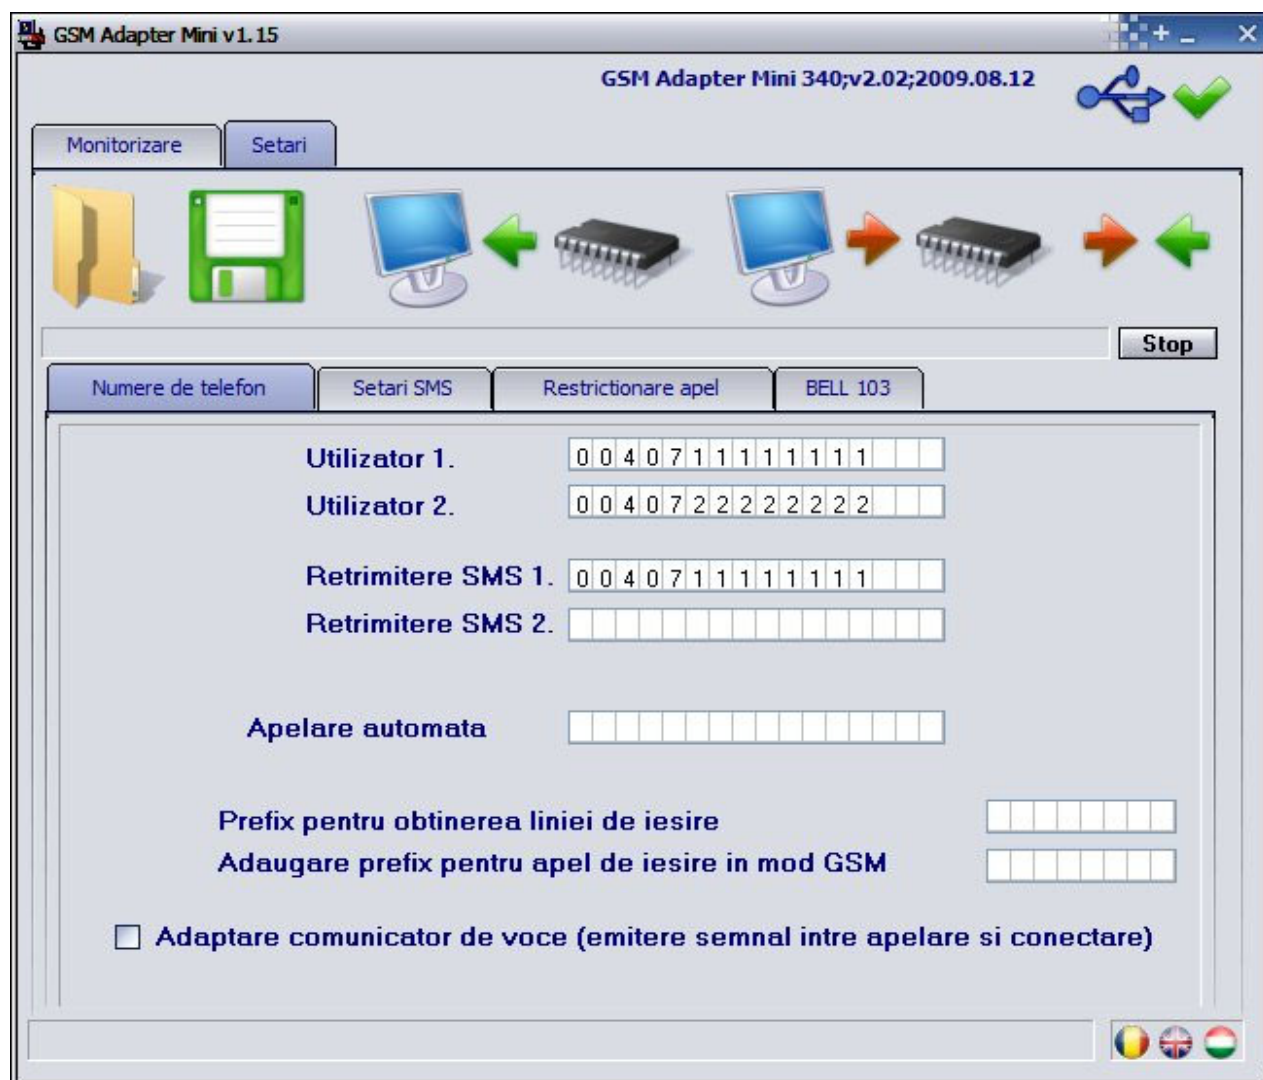 GSM Adapter Mini v1.15
GSM Adapter Mini 340;v2.02;2009.08.12
Monitorizare Setari
Stop
Numere de telefon Setari SMS Restrictionare apel BELL 103
Utilizator 1. 0040711111111
Utilizator 2. 0040722222222
Retrimitere SMS 1. 0040711111111
Retrimitere SMS 2.
Apelare automata
Prefix pentru obtinerea liniei de iesire
Adaugare prefix pentru apel de iesire in mod GSM
Adaptare comunicator de voce (emitere semnal intre apelare si conectare)